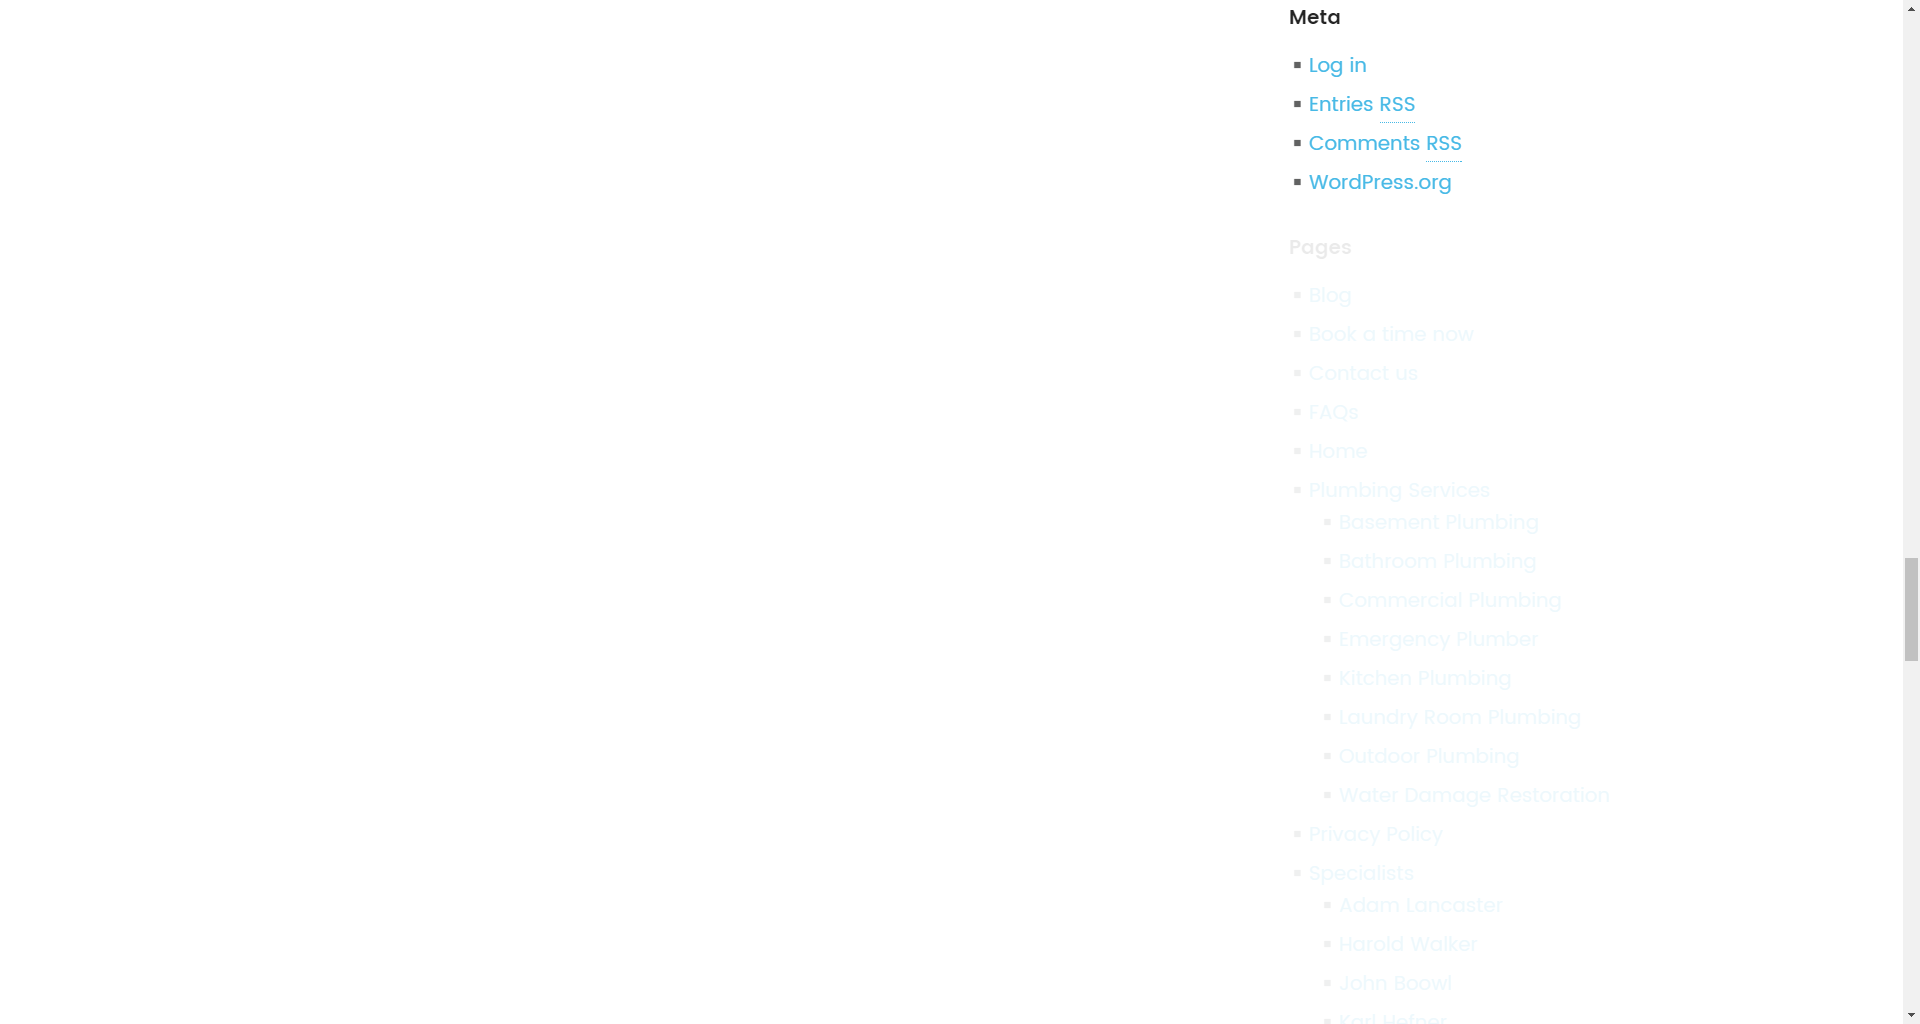 Meta
Log in
Entries RSS
Comments RSS
WordPress.org
Pages
Blog
Book a time now
Contact us
FAQs
Home
Plumbing Services
Basement Plumbing
Bathroom Plumbing
Commercial Plumbing
Emergency Plumber
Kitchen Plumbing
Laundry Room Plumbing
Outdoor Plumbing
Water Damage Restoration
Privacy Policy
Specialists
Adam Lancaster
Harold Walker
John Boowl
Karl Hefner